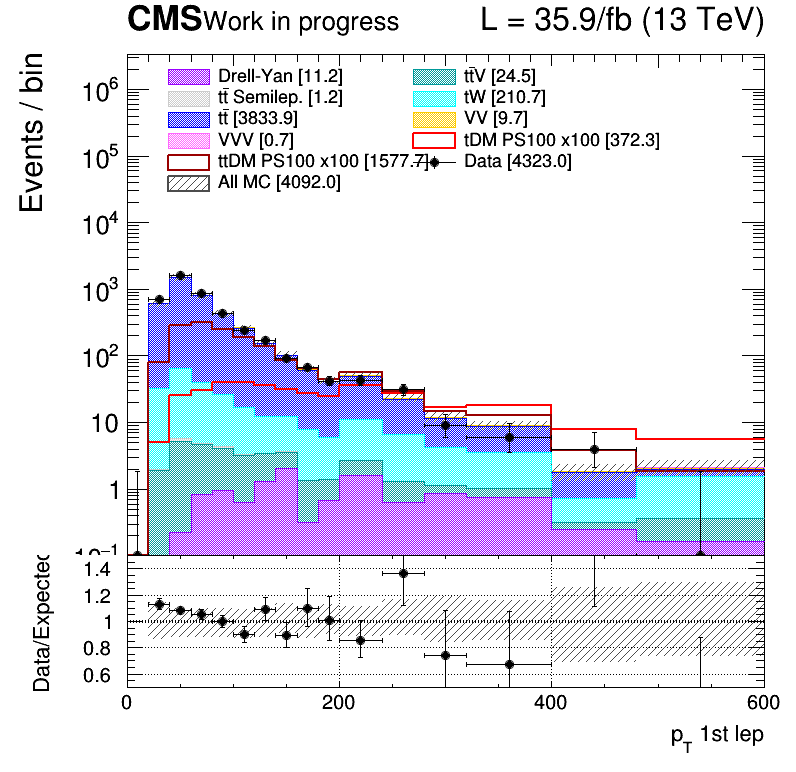 CMS Work in progress L = 35.9/fb (13 TeV)
Events / bin
Drell-Yan [11.2] tt̄V [24.5]
tt̄ Semilep. [1.2] tW [210.7]
tt̄ [3833.9] VV [9.7]
VVV [0.7] tDM PS100 x100 [372.3]
ttDM PS100 x100 [1577.7] Data [4323.0]
All MC [4092.0]
10⁶
10⁵
10⁴
10³
10²
10
1
10⁻¹
Data/Expected
1.4
1.2
1
0.8
0.6
0 200 400 600
p_T 1st lep